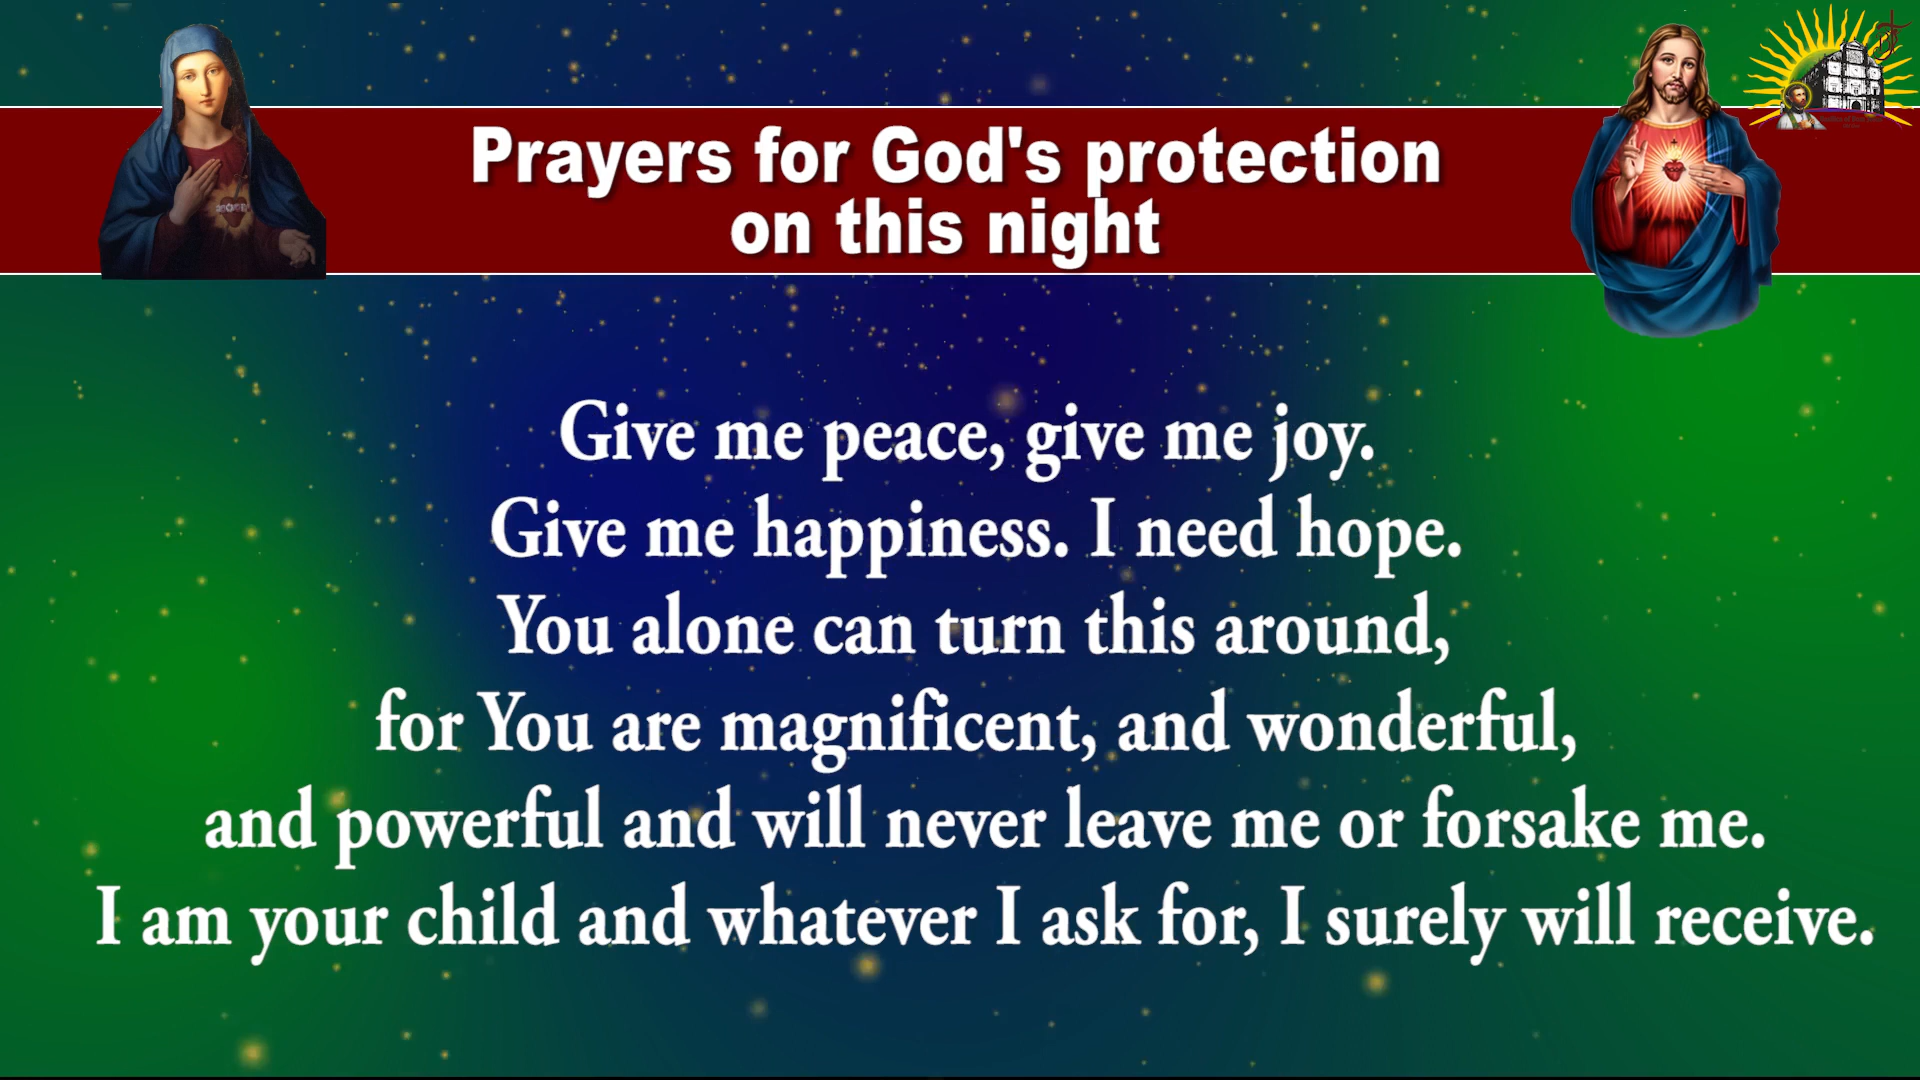 Prayers for God's protection
on this night
Give me peace, give me joy.
Give me happiness. I need hope.
You alone can turn this around,
for You are magnificent, and wonderful,
and powerful and will never leave me or forsake me.
I am your child and whatever I ask for, I surely will receive.